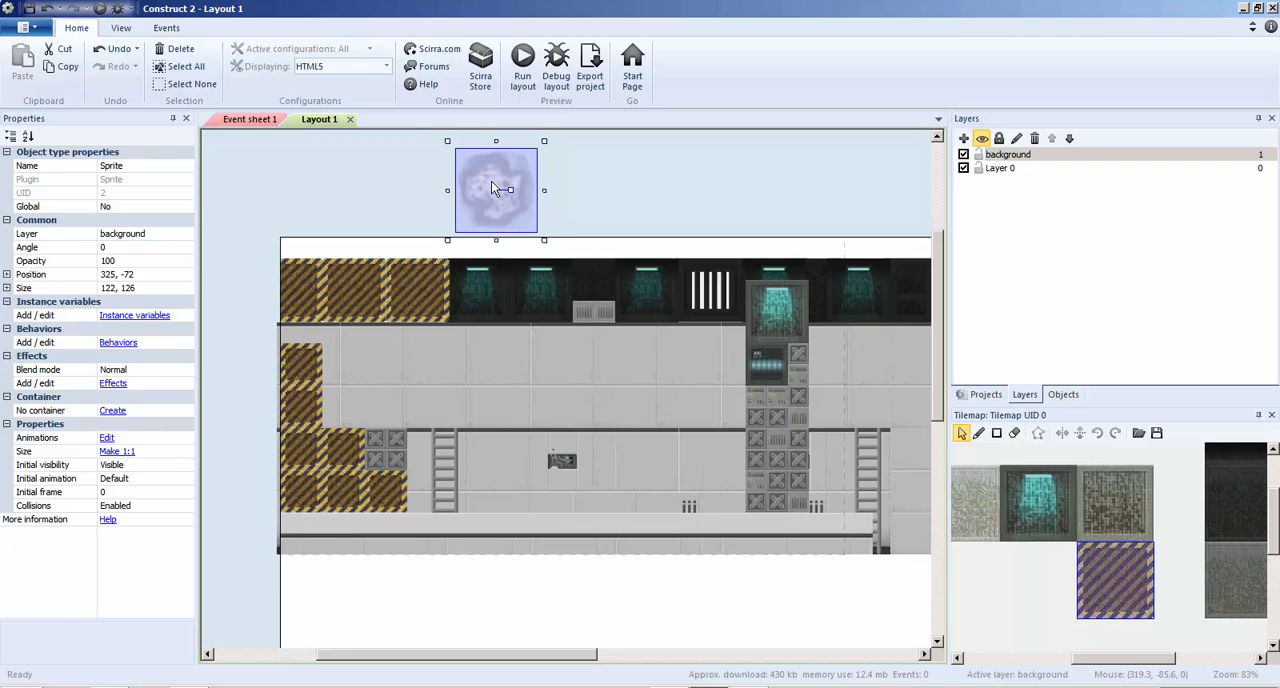 Construct 2 - Layout 1
Home View Events
Paste Cut Copy Clipboard
Undo Redo Undo
Delete Select All Select None Selection
Active configurations: All
Displaying: HTML5
Configurations
Scirra.com Forums Help Scirra Store Online
Run layout Debug layout Export project Preview
Start Page Go
Properties
Event sheet 1 Layout 1
Layers
Object type properties
Name Sprite
Plugin Sprite
UID 2
Global No
Common
Layer background
Angle 0
Opacity 100
Position 325, -72
Size 122, 126
Instance variables
Add / edit Instance variables
Behaviors
Add / edit Behaviors
Effects
Blend mode Normal
Add / edit Effects
Container
No container Create
Properties
Animations Edit
Size Make 1:1
Initial visibility Visible
Initial animation Default
Initial frame 0
Collisions Enabled
More information Help
background 1
Layer 0 0
Projects Layers Objects
Tilemap: Tilemap UID 0
Ready
Approx. download: 430 kb memory use: 12.4 mb Events: 0
Active layer: background
Mouse: (319.3, -85.6, 0)
Zoom: 83%